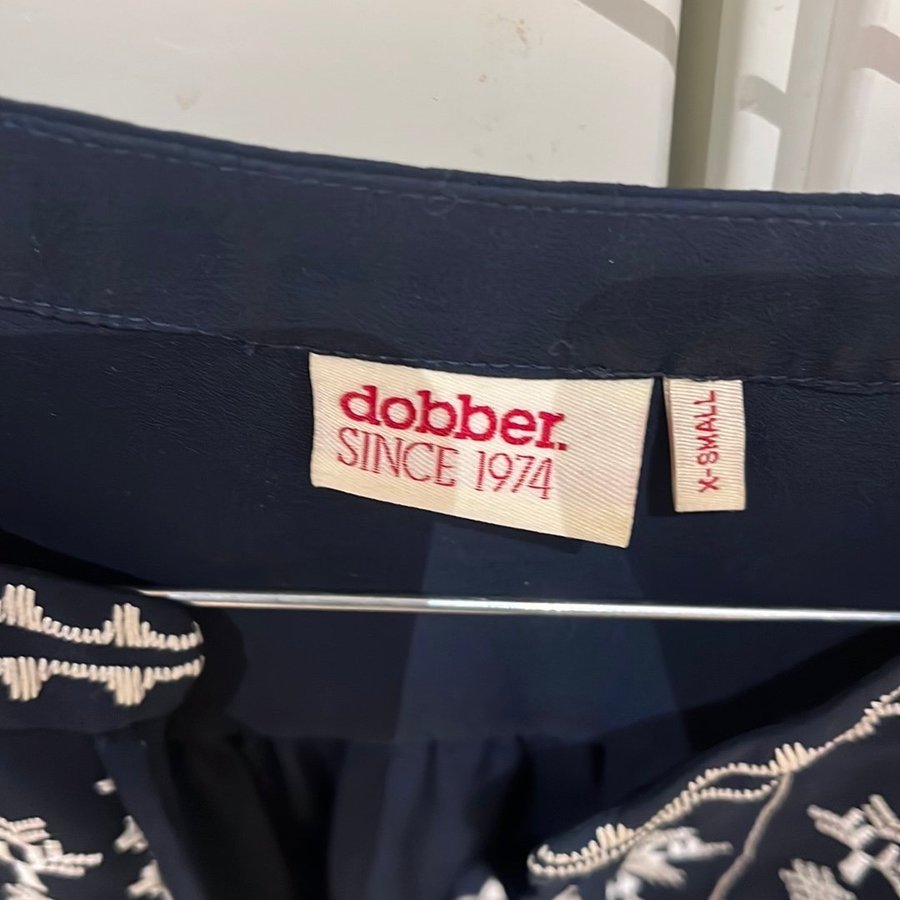 dobber.
SINCE 1974
X-SMALL